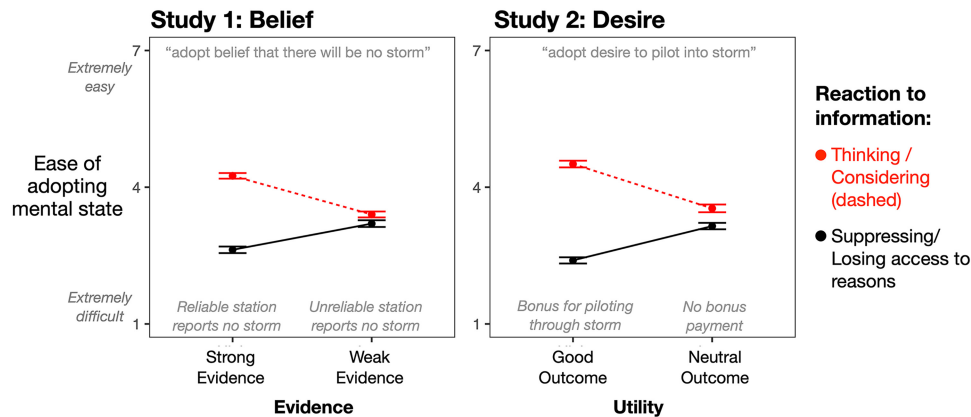 Study 1: Belief
Study 2: Desire
7
"adopt belief that there will be no storm"
7
"adopt desire to pilot into storm"
Extremely
easy
Reaction to
information:
Thinking /
Considering
(dashed)
Ease of
adopting
mental state
4
4
Suppressing/
Losing access to
reasons
Extremely
difficult
Reliable station
reports no storm
Unreliable station
reports no storm
Bonus for piloting
through storm
No bonus
payment
1
1
Strong
Evidence
Weak
Evidence
Good
Outcome
Neutral
Outcome
Evidence
Utility